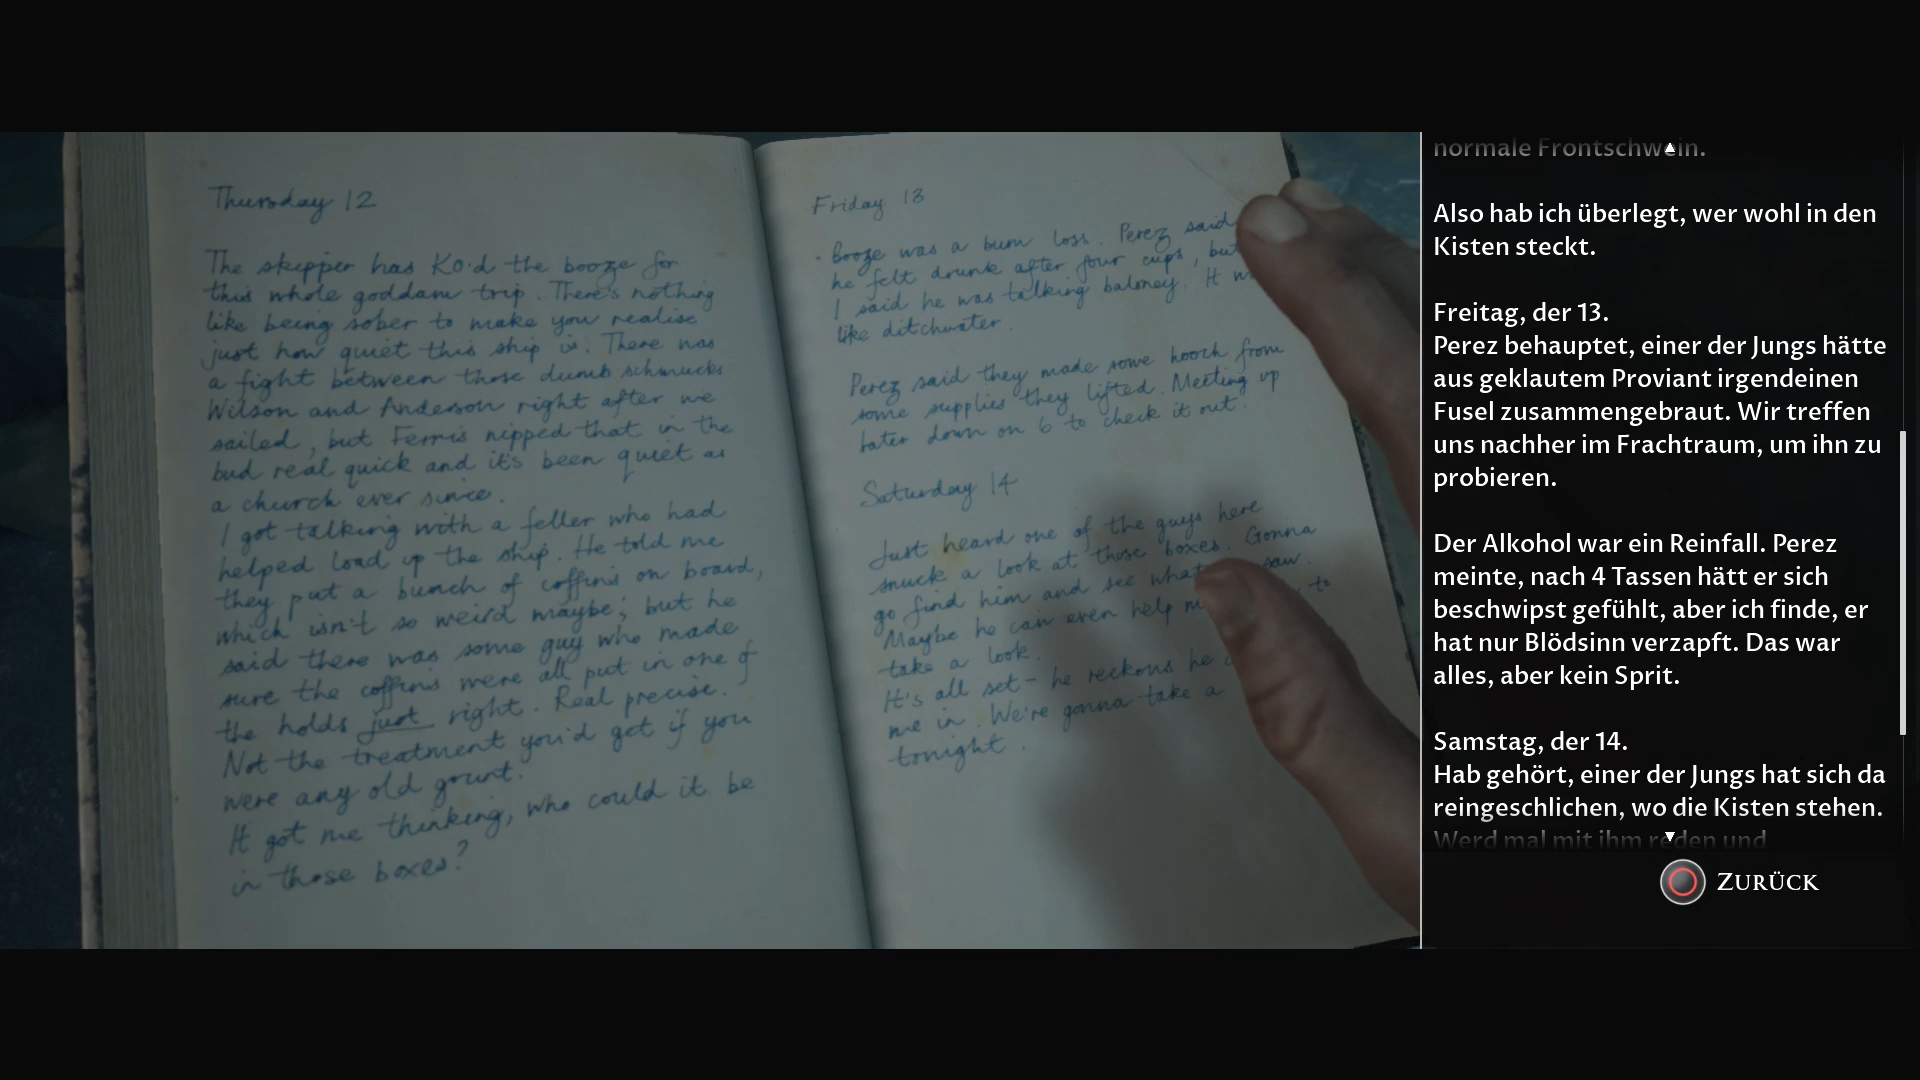 Thursday 12
The skipper has KO'd the booze for
this whole goddam trip. There's nothing
like being sober to make you realise
just how quiet this ship is. There was
a fight between those dumb schmucks
Wilson and Anderson right after we
sailed, but Ferris nipped that in the
bud real quick and it's been quiet as
a church ever since.
I got talking with a feller who had
helped load up the ship. He told me
they put a bunch of coffins on board,
which isn't so weird maybe, but he
said there was some guy who made
sure the coffins were all put in one of
the holds just right. Real precise.
Not the treatment you'd get if you
were any old grunt.
It got me thinking, who could it be
in those boxes?
Friday 13
Booze was a bum loss. Perez said
he felt drunk after four cups, but
I said he was talking baloney. It
like ditchwater.
Perez said they made some hooch from
some supplies they lifted. Meeting up
later down on 6 to check it out.
Saturday 14
Just heard one of the guys here
snuck a look at those boxes. Gonna
go find him and see what saw.
Maybe he can even help to
take a look.
It's all set - he reckons he
me in. We're gonna take a
tonight.
normale Frontschwein.
Also hab ich überlegt, wer wohl in den
Kisten steckt.
Freitag, der 13.
Perez behauptet, einer der Jungs hätte
aus geklautem Proviant irgendeinen
Fusel zusammengebraut. Wir treffen
uns nachher im Frachtraum, um ihn zu
probieren.
Der Alkohol war ein Reinfall. Perez
meinte, nach 4 Tassen hätt er sich
beschwipst gefühlt, aber ich finde, er
hat nur Blödsinn verzapft. Das war
alles, aber kein Sprit.
Samstag, der 14.
Hab gehört, einer der Jungs hat sich da
reingeschlichen, wo die Kisten stehen.
Werd mal mit ihm reden und
ZURÜCK